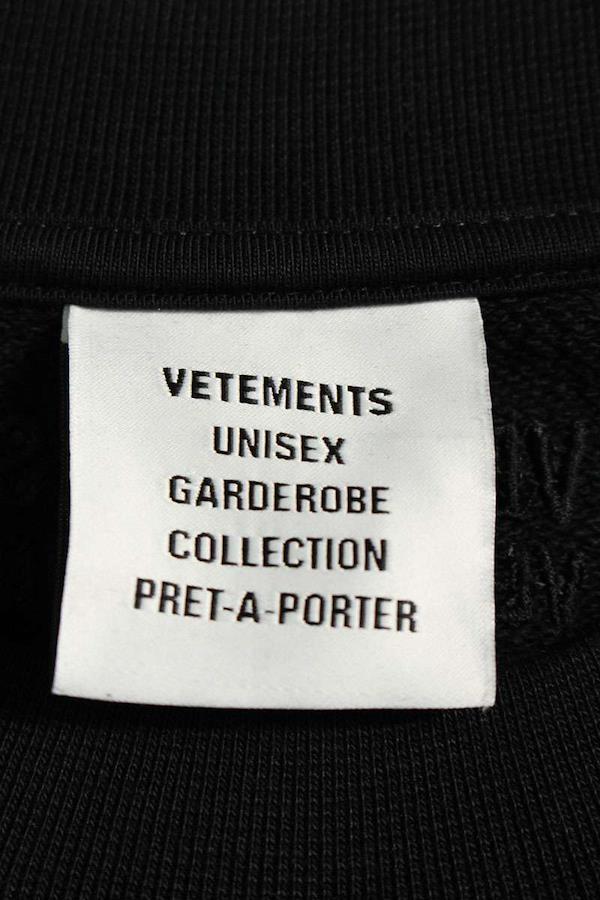 VETEMENTS
UNISEX
GARDEROBE
COLLECTION
PRET-A-PORTER